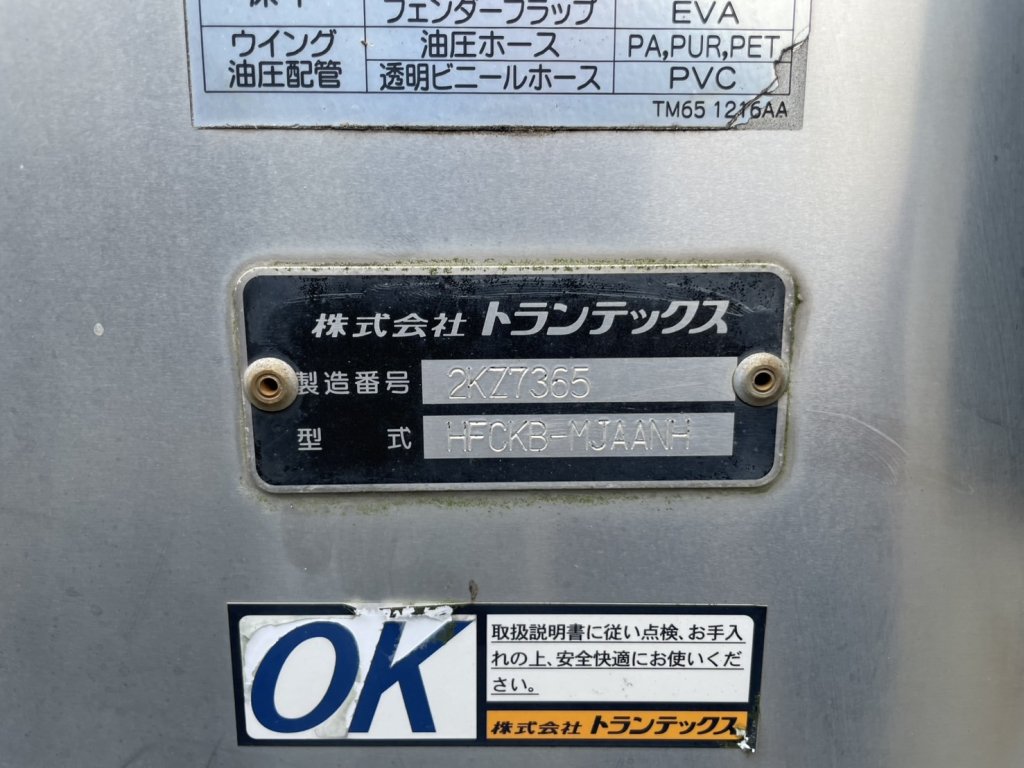 フェンダーフラップ EVA
ウイング 油圧ホース PA,PUR,PET
油圧配管 透明ビニールホース PVC
TM65 1216AA
株式会社 トランテックス
製造番号 2KZ7365
型式 HFCKB-MJAANH
OK
取扱説明書に従い点検、お手入
れの上、安全快適にお使いくだ
さい。
株式会社 トランテックス